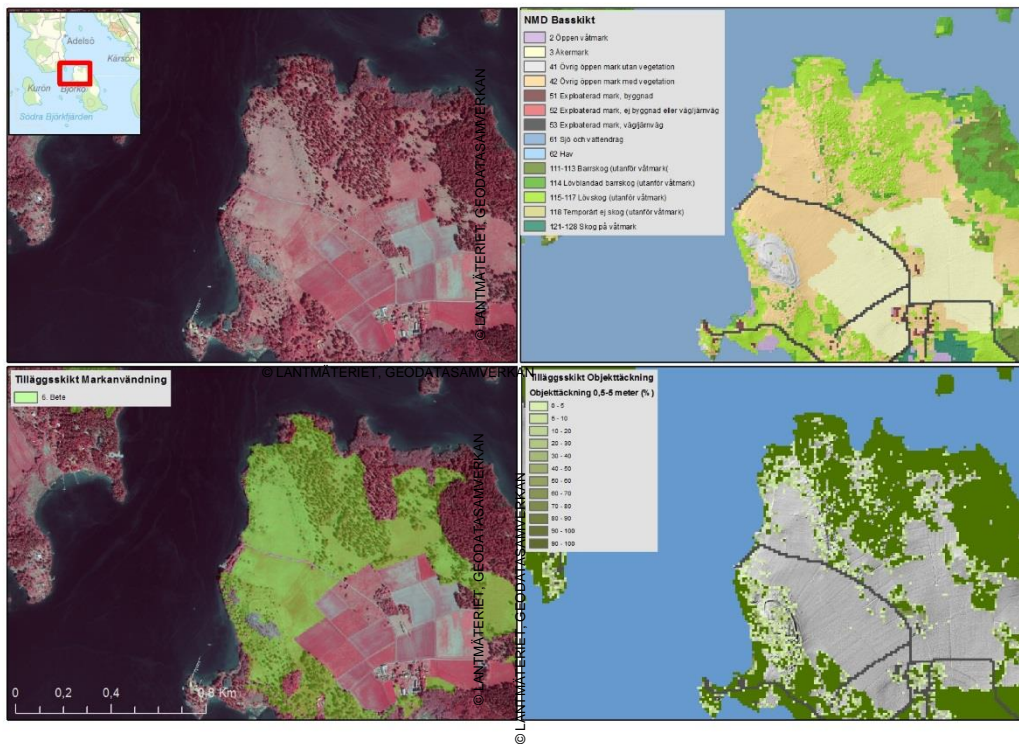 Adelsö
Kärsön
Kurön
Björkö
Södra Björkfjärden
© LANTMÄTERIET, GEODATASAMVERKAN
NMD Basskikt
2 Öppen våtmark
3 Åkermark
41 Övrig öppen mark utan vegetation
42 Övrig öppen mark med vegetation
51 Exploaterad mark, byggnad
52 Exploaterad mark, ej byggnad eller väg/järnväg
53 Exploaterad mark, väg/järnväg
61 Sjö och vattendrag
62 Hav
111-113 Barrskog (utanför våtmark(
114 Lövblandad barrskog (utanför våtmark)
115-117 Lövskog (utanför våtmark)
118 Temporärt ej skog (utanför våtmark)
121-128 Skog på våtmark
© LANTMÄTERIET, GEODATASAMVERKAN
Tilläggsskikt Markanvändning
6. Bete
0 0,2 0,4 0,8 Km
© LANTMÄTERIET, GEODATASAMVERKAN
© LANTMÄTERIET, GEODATASAMVERKAN
Tilläggsskikt Objekttäckning
Objekttäckning 0,5-5 meter (%)
0 - 5
5 - 10
10 - 20
20 - 30
30 - 40
40 - 50
50 - 60
60 - 70
70 - 80
80 - 90
90 - 100